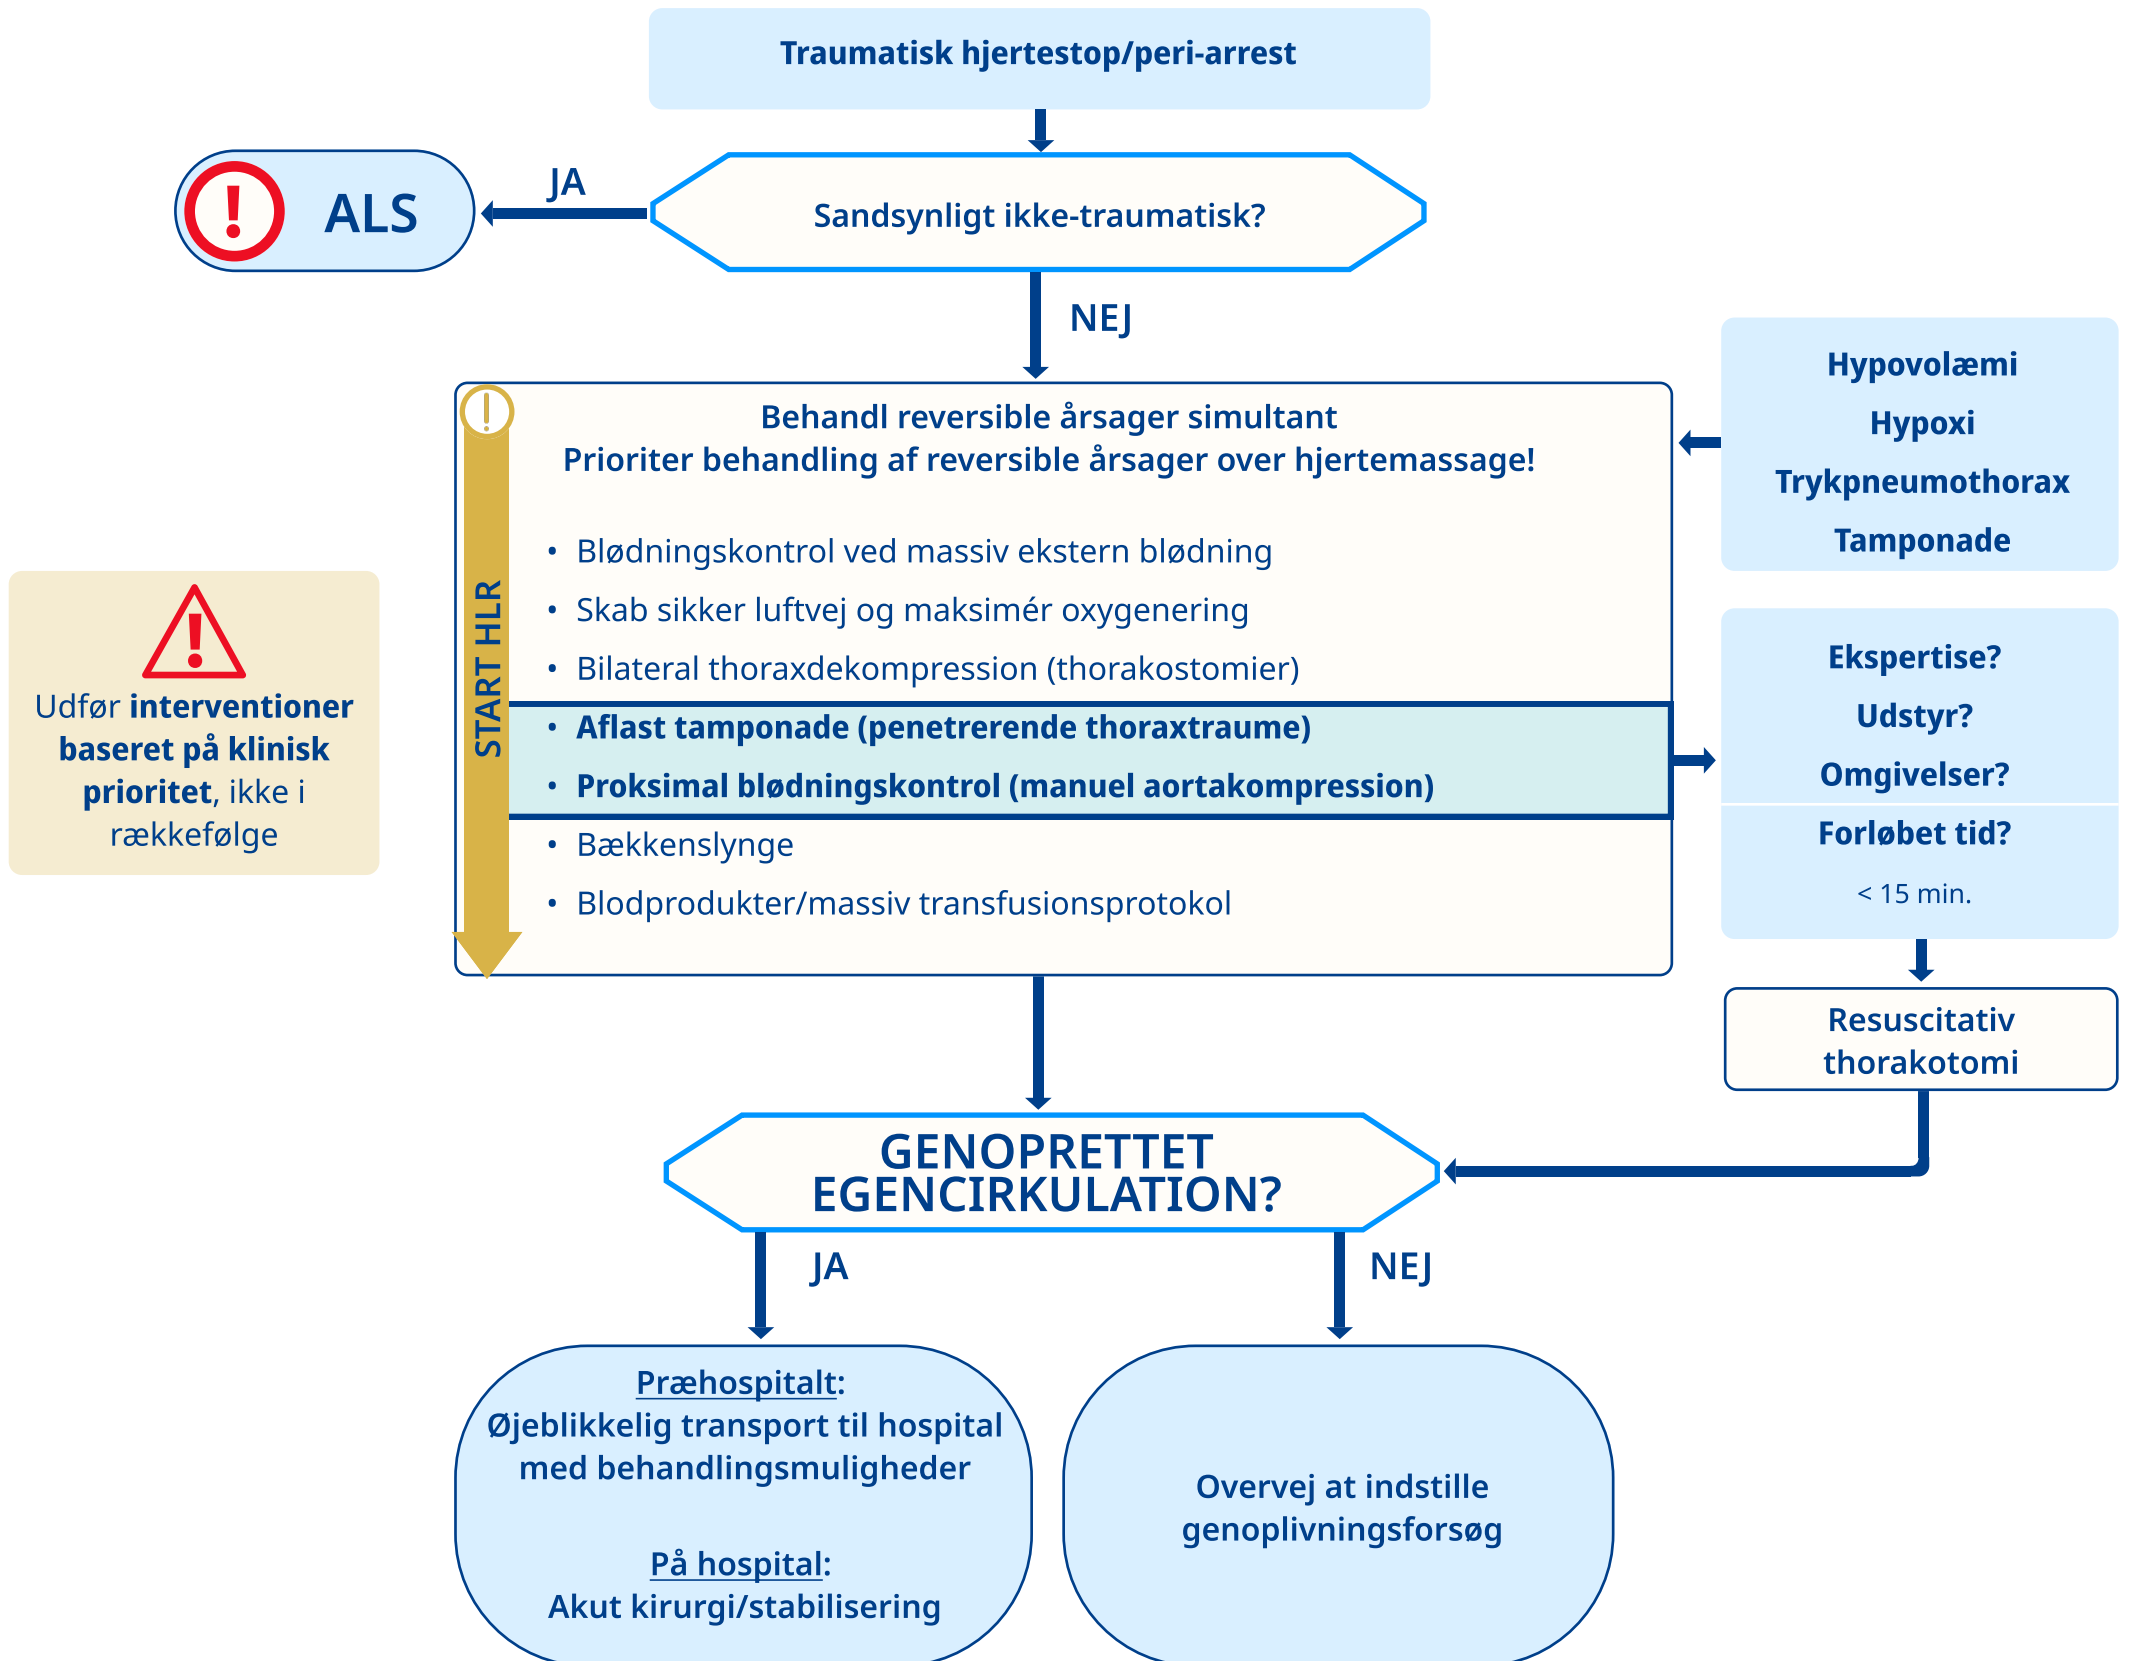 Traumatisk hjertestop/peri-arrest
! ALS
JA
Sandsynligt ikke-traumatisk?
NEJ
Hypovolæmi
Hypoxi
Trykpneumothorax
Tamponade
!
START HLR
Behandl reversible årsager simultant
Prioriter behandling af reversible årsager over hjertemassage!
• Blødningskontrol ved massiv ekstern blødning
• Skab sikker luftvej og maksimér oxygenering
• Bilateral thoraxdekompression (thorakostomier)
• Aflast tamponade (penetrerende thoraxtraume)
• Proksimal blødningskontrol (manuel aortakompression)
• Bækkenslynge
• Blodprodukter/massiv transfusionsprotokol
!
Udfør interventioner
baseret på klinisk
prioritet, ikke i
rækkefølge
Ekspertise?
Udstyr?
Omgivelser?
Forløbet tid?
< 15 min.
Resuscitativ
thorakotomi
GENOPRETTET
EGENCIRKULATION?
JA
NEJ
Præhospitalt:
Øjeblikkelig transport til hospital
med behandlingsmuligheder
På hospital:
Akut kirurgi/stabilisering
Overvej at indstille
genoplivningsforsøg